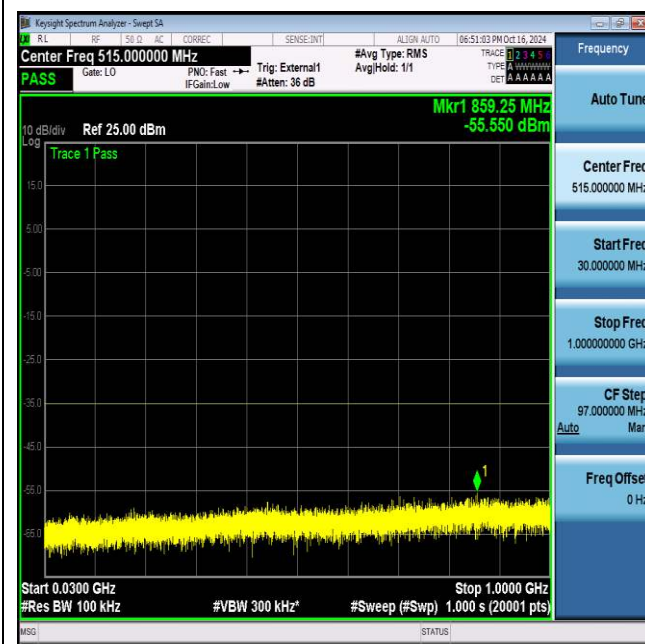 Keysight Spectrum Analyzer - Swept SA
RL RF 50 Ω AC CORREC SENSE:INT ALIGN AUTO 06:51:03 PM Oct 16, 2024
Center Freq 515.000000 MHz
PASS
Gate: LO
PNO: Fast
IFGain:Low
Trig: External1
#Atten: 36 dB
#Avg Type: RMS
Avg|Hold: 1/1
TRACE 1 2 3 4 5 6
TYPE A
DET A A A A A A
Mkr1 859.25 MHz
-55.550 dBm
10 dB/div Ref 25.00 dBm
Log
Trace 1 Pass
15.0
5.00
-5.00
-15.0
-25.0
-35.0
-45.0
-55.0
-65.0
1
Start 0.0300 GHz Stop 1.0000 GHz
#Res BW 100 kHz #VBW 300 kHz* #Sweep (#Swp) 1.000 s (20001 pts)
MSG STATUS
Frequency
Auto Tune
Center Freq
515.000000 MHz
Start Freq
30.000000 MHz
Stop Freq
1.000000000 GHz
CF Step
97.000000 MHz
Auto Man
Freq Offset
0 Hz